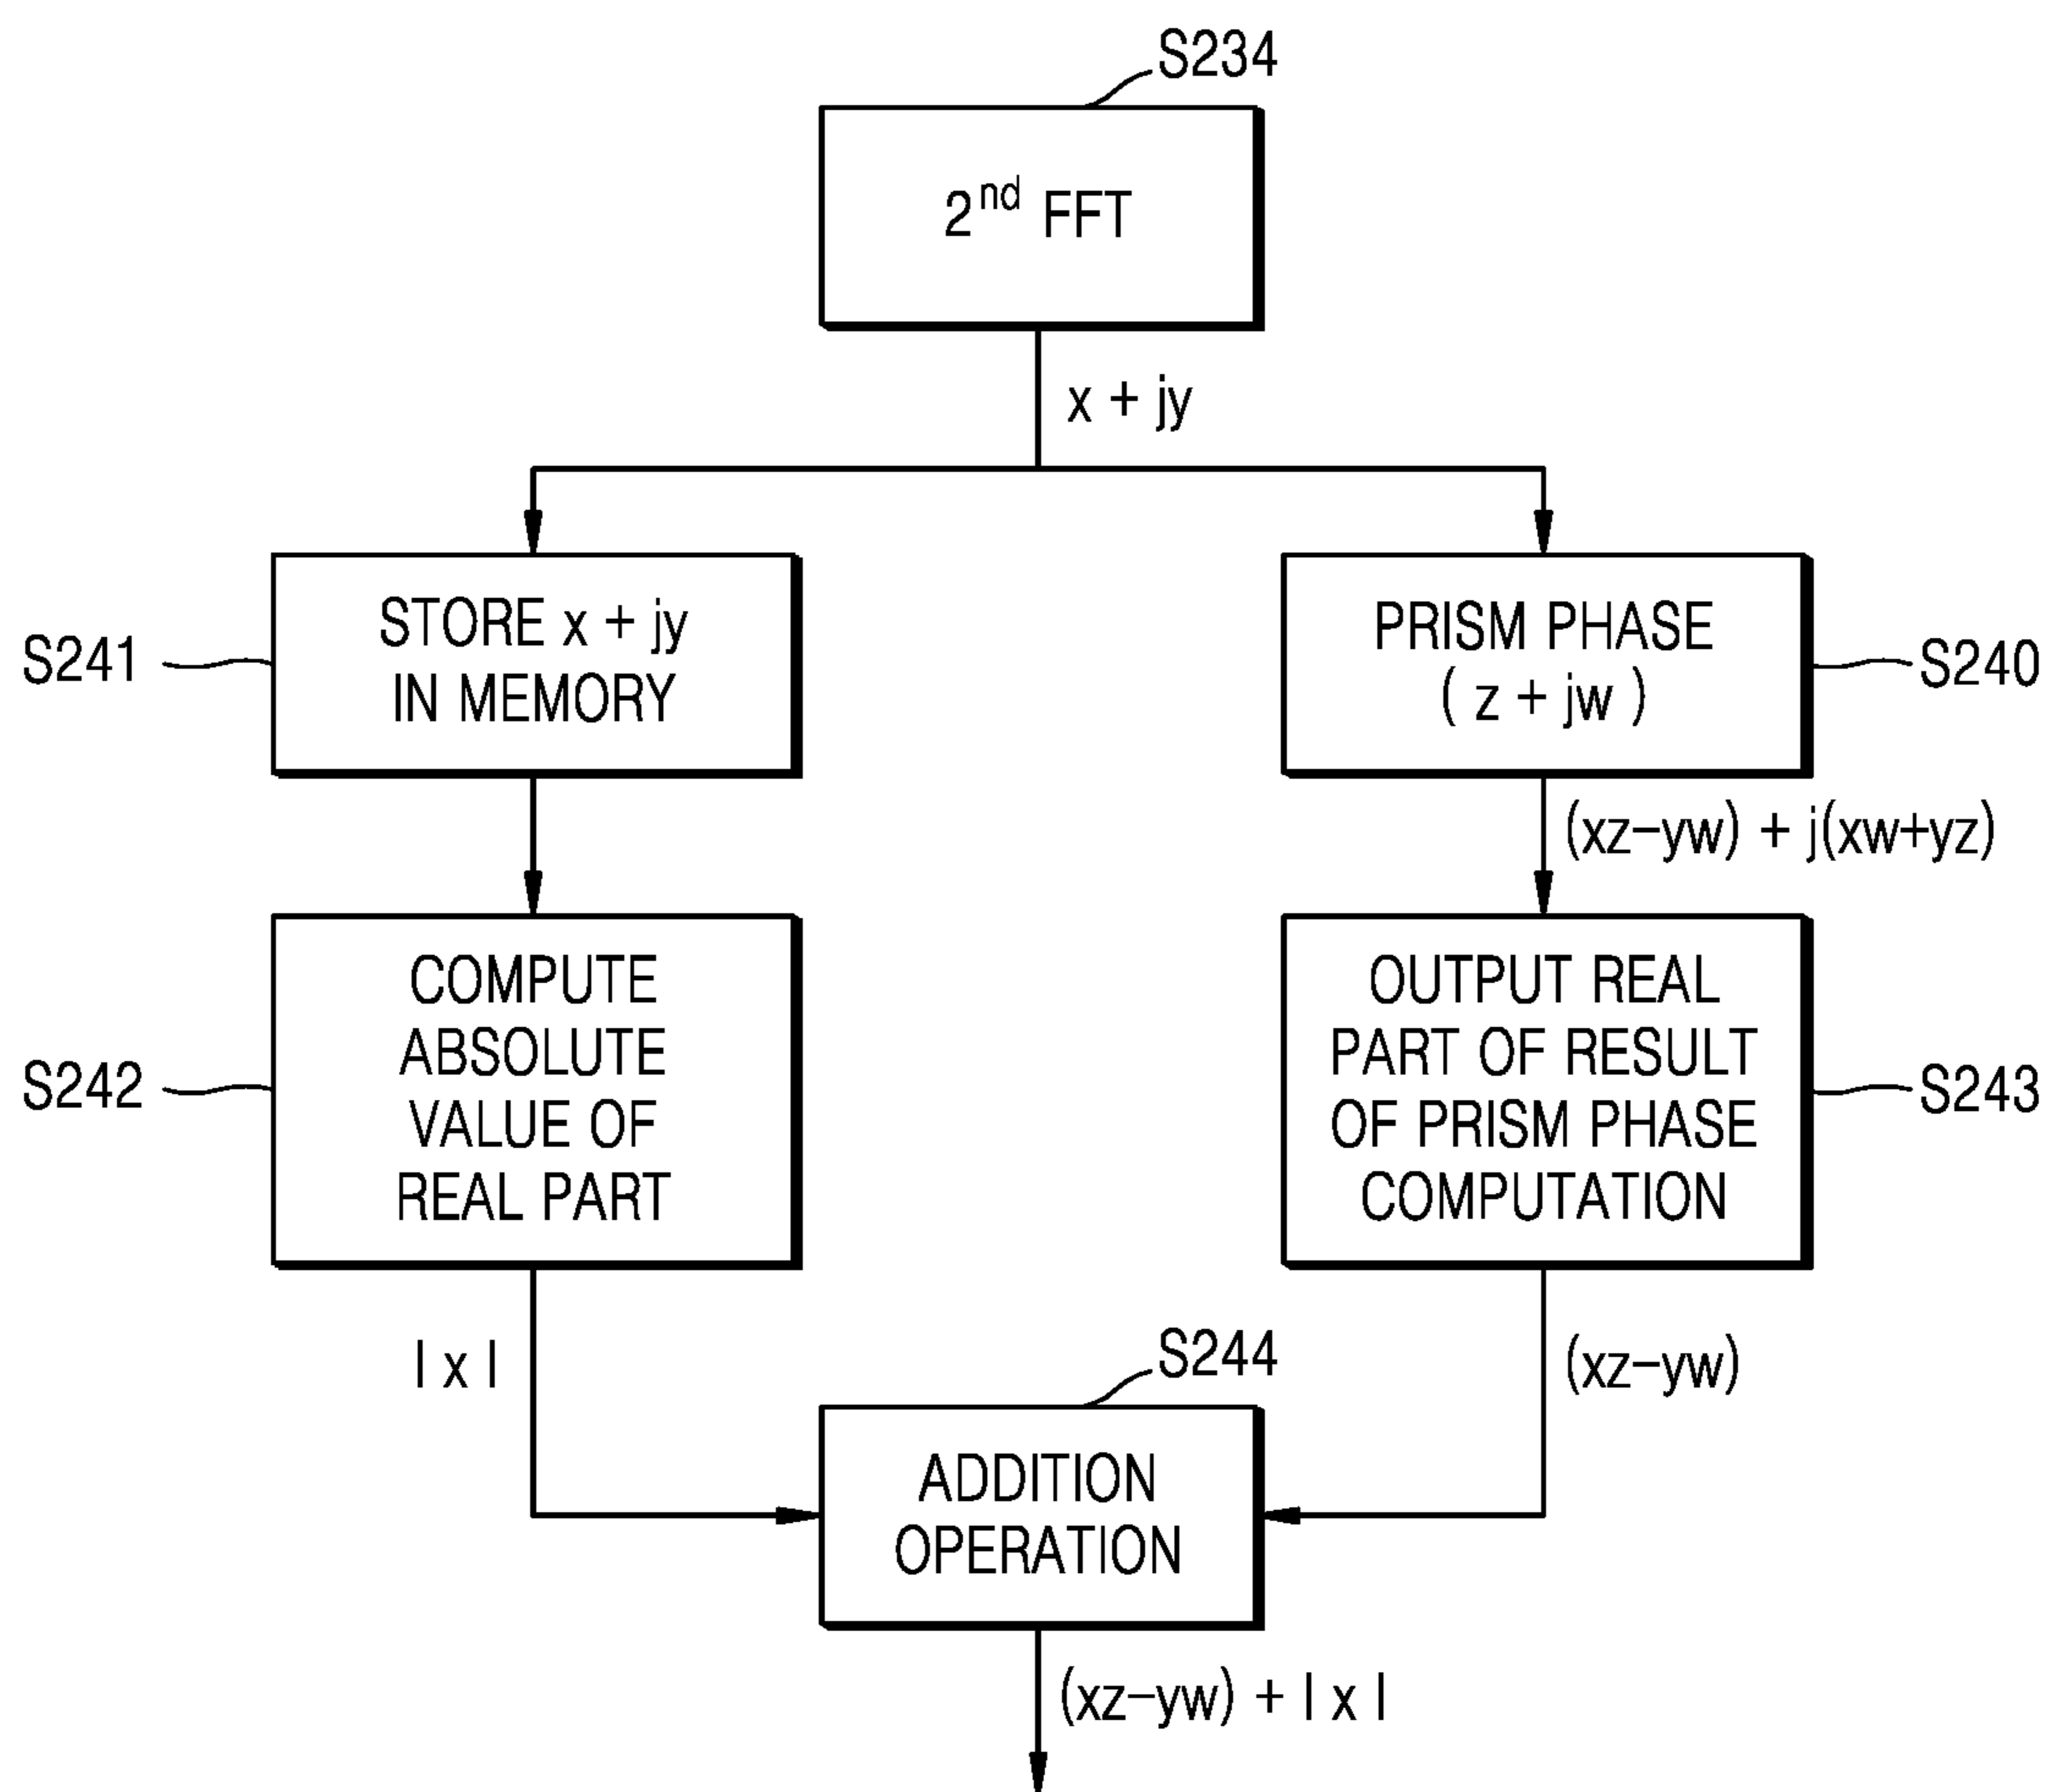 S234
2nd FFT
x + jy
STORE x + jy
IN MEMORY
S241
PRISM PHASE
( z + jw )
S240
(xz−yw) + j(xw+yz)
COMPUTE
ABSOLUTE
VALUE OF
REAL PART
S242
OUTPUT REAL
PART OF RESULT
OF PRISM PHASE
COMPUTATION
S243
| x |
S244
(xz−yw)
ADDITION
OPERATION
(xz−yw) + | x |